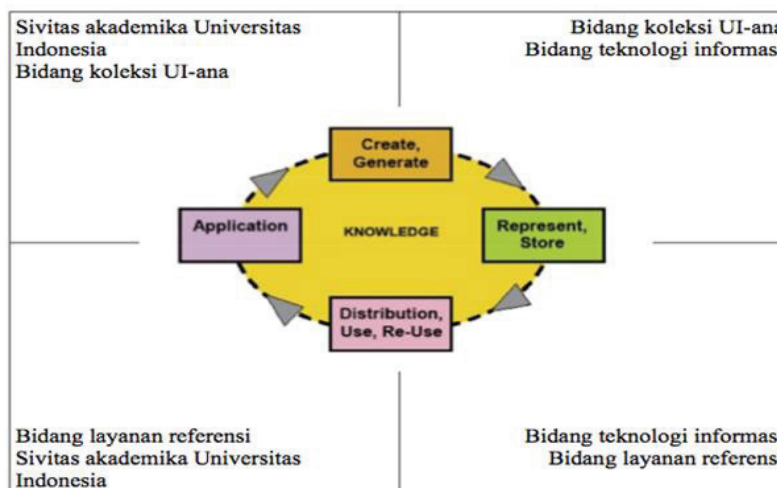 Sivitas akademika Universitas
Indonesia
Bidang koleksi UI-ana
Bidang koleksi UI-ana
Bidang teknologi informas
Create,
Generate
Application
KNOWLEDGE
Represent,
Store
Distribution,
Use, Re-Use
Bidang layanan referensi
Sivitas akademika Universitas
Indonesia
Bidang teknologi informas
Bidang layanan referens